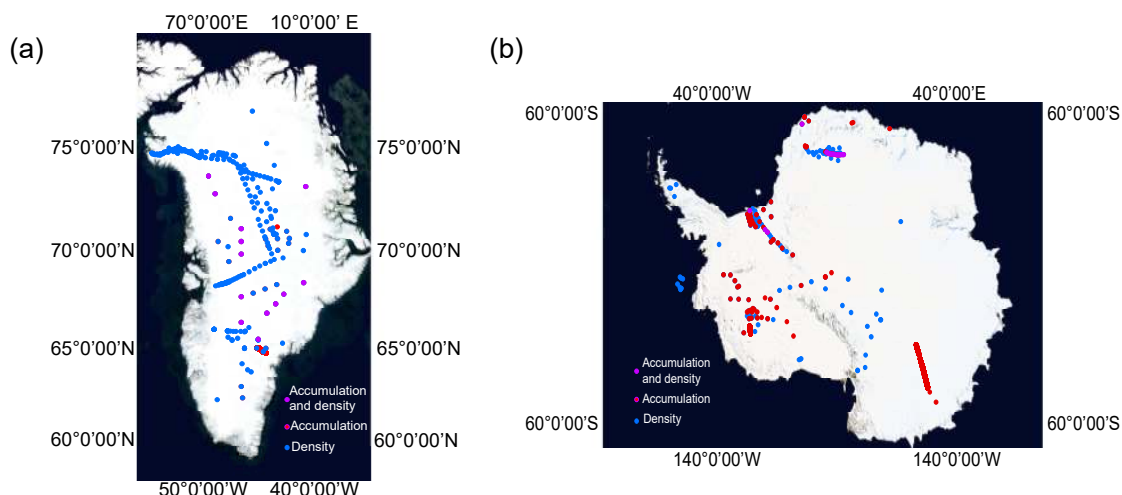 (a)
70°0'00''E 10°0'00'' E
75°0'00''N 75°0'00''N
70°0'00''N 70°0'00''N
65°0'00''N 65°0'00''N
60°0'00''N 60°0'00''N
Accumulation
and density
Accumulation
Density
50°0'00''W 40°0'00''W
(b)
40°0'00''W 40°0'00''E
60°0'00''S 60°0'00''S
Accumulation
and density
Accumulation
Density
60°0'00''S 60°0'00''S
140°0'00''W 140°0'00''W